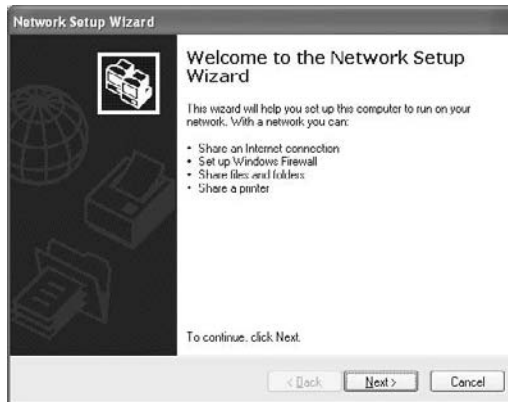 Network Setup Wizard
Welcome to the Network Setup
Wizard
This wizard will help you set up this computer to run on your
network. With a network you can:
• Share an Internet connection
• Set up Windows Firewall
• Share files and folders
• Share a printer
To continue, click Next.
< Back
Next >
Cancel